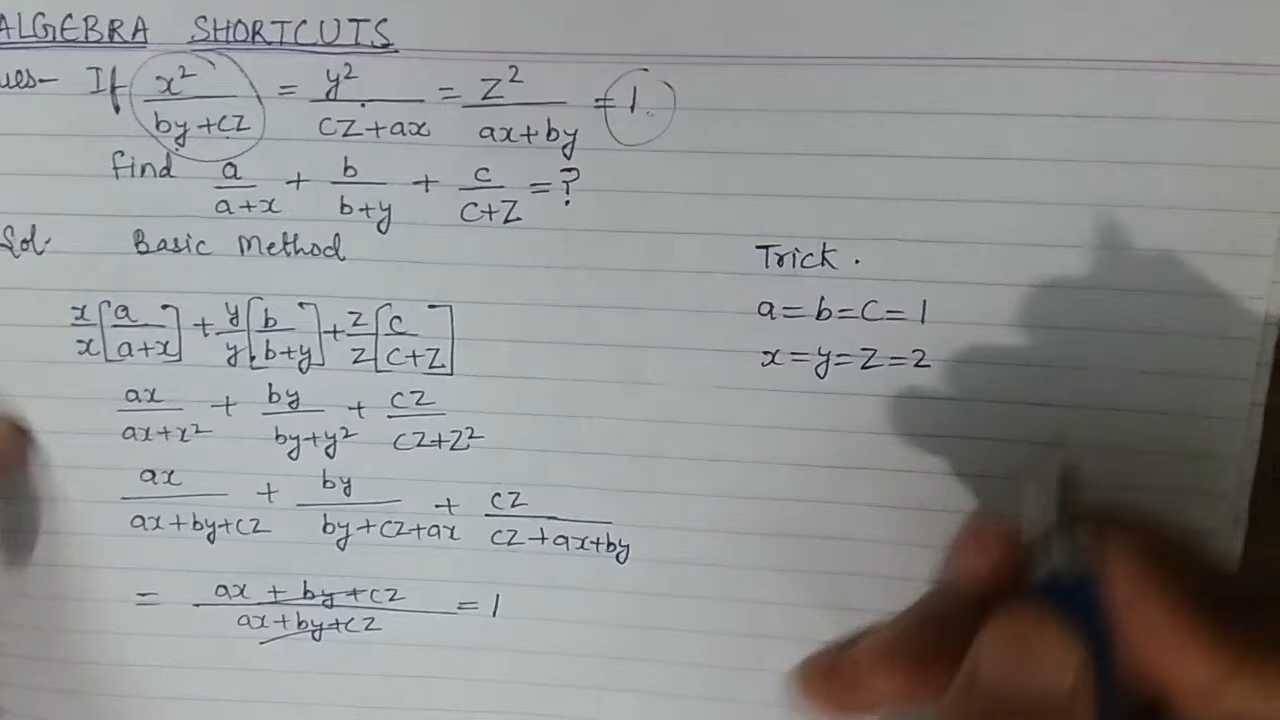 ALGEBRA SHORTCUTS
ues- If x²/(by+cz) = y²/(cz+ax) = z²/(ax+by) = 1.
find a/(a+x) + b/(b+y) + c/(c+z) = ?
Sol. Basic Method
Trick.
x/x[a/(a+x)] + y/y[b/(b+y)] + z/z[c/(c+z)]
a=b=c=1
x=y=z=2
ax/(ax+x²) + by/(by+y²) + cz/(cz+z²)
ax/(ax+by+cz) + by/(by+cz+ax) + cz/(cz+ax+by)
= (ax+by+cz)/(ax+by+cz) = 1